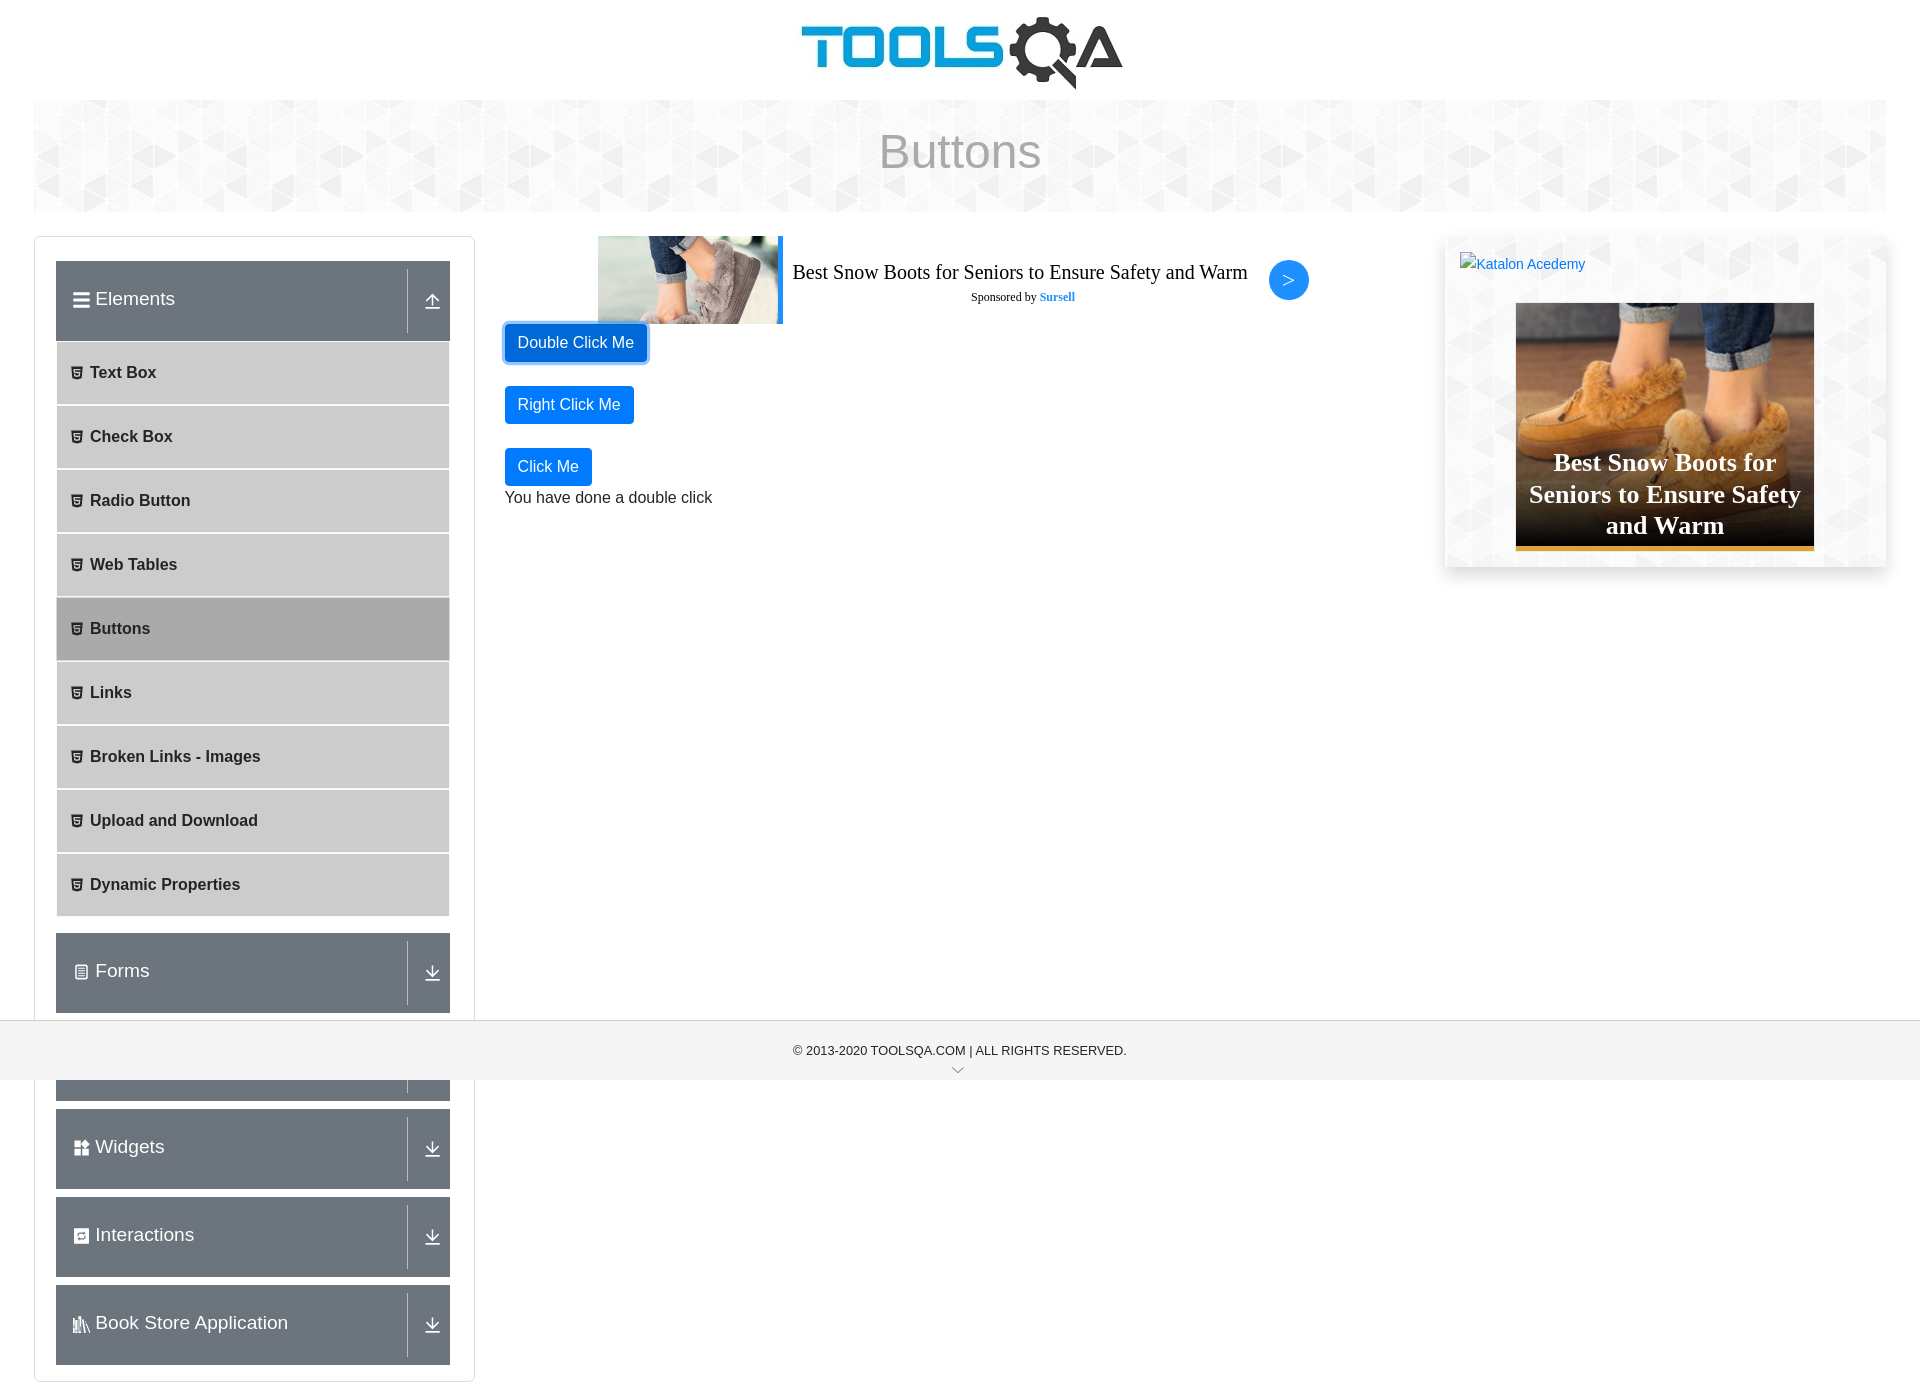 TOOLSQA
Buttons
Elements
Text Box
Check Box
Radio Button
Web Tables
Buttons
Links
Broken Links - Images
Upload and Download
Dynamic Properties
Forms
Widgets
Interactions
Book Store Application
Best Snow Boots for Seniors to Ensure Safety and Warm
Sponsored by Sursell
>
Double Click Me
Right Click Me
Click Me
You have done a double click
Katalon Acedemy
Best Snow Boots for
Seniors to Ensure Safety
and Warm
© 2013-2020 TOOLSQA.COM | ALL RIGHTS RESERVED.